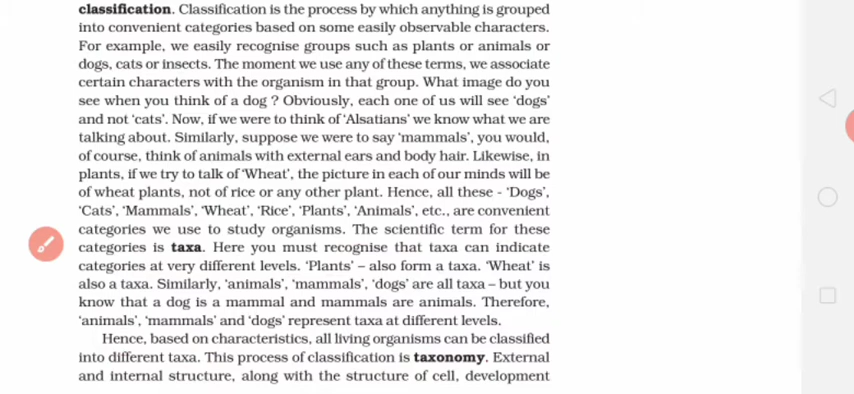 classification. Classification is the process by which anything is grouped
into convenient categories based on some easily observable characters.
For example, we easily recognise groups such as plants or animals or
dogs, cats or insects. The moment we use any of these terms, we associate
certain characters with the organism in that group. What image do you
see when you think of a dog ? Obviously, each one of us will see ‘dogs’
and not ‘cats’. Now, if we were to think of ‘Alsatians’ we know what we are
talking about. Similarly, suppose we were to say ‘mammals’, you would,
of course, think of animals with external ears and body hair. Likewise, in
plants, if we try to talk of ‘Wheat’, the picture in each of our minds will be
of wheat plants, not of rice or any other plant. Hence, all these - ‘Dogs’,
‘Cats’, ‘Mammals’, ‘Wheat’, ‘Rice’, ‘Plants’, ‘Animals’, etc., are convenient
categories we use to study organisms. The scientific term for these
categories is taxa. Here you must recognise that taxa can indicate
categories at very different levels. ‘Plants’ – also form a taxa. ‘Wheat’ is
also a taxa. Similarly, ‘animals’, ‘mammals’, ‘dogs’ are all taxa – but you
know that a dog is a mammal and mammals are animals. Therefore,
‘animals’, ‘mammals’ and ‘dogs’ represent taxa at different levels.
Hence, based on characteristics, all living organisms can be classified
into different taxa. This process of classification is taxonomy. External
and internal structure, along with the structure of cell, development